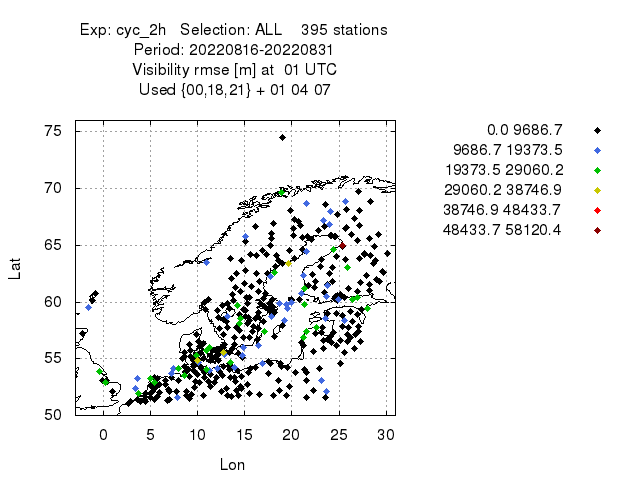 Exp: cyc_2h   Selection: ALL    395 stations
Period: 20220816-20220831
Visibility rmse [m] at  01 UTC
Used {00,18,21} + 01 04 07
75
70
65
60
55
50
Lat
0 5 10 15 20 25 30
Lon
0.0 9686.7
9686.7 19373.5
19373.5 29060.2
29060.2 38746.9
38746.9 48433.7
48433.7 58120.4